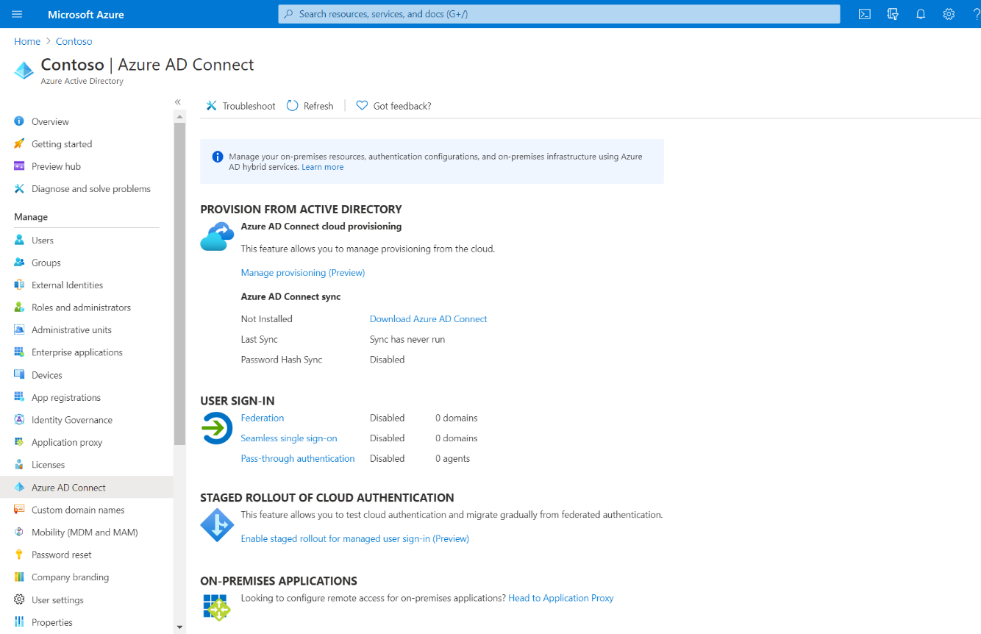 Microsoft Azure
Search resources, services, and docs (G+/)
Home > Contoso
Contoso | Azure AD Connect
Azure Active Directory
Overview
Getting started
Preview hub
Diagnose and solve problems
Manage
Users
Groups
External Identities
Roles and administrators
Administrative units
Enterprise applications
Devices
App registrations
Identity Governance
Application proxy
Licenses
Azure AD Connect
Custom domain names
Mobility (MDM and MAM)
Password reset
Company branding
User settings
Properties
Troubleshoot Refresh Got feedback?
Manage your on-premises resources, authentication configurations, and on-premises infrastructure using Azure
AD hybrid services. Learn more
PROVISION FROM ACTIVE DIRECTORY
Azure AD Connect cloud provisioning
This feature allows you to manage provisioning from the cloud.
Manage provisioning (Preview)
Azure AD Connect sync
Not Installed Download Azure AD Connect
Last Sync Sync has never run
Password Hash Sync Disabled
USER SIGN-IN
Federation Disabled 0 domains
Seamless single sign-on Disabled 0 domains
Pass-through authentication Disabled 0 agents
STAGED ROLLOUT OF CLOUD AUTHENTICATION
This feature allows you to test cloud authentication and migrate gradually from federated authentication.
Enable staged rollout for managed user sign-in (Preview)
ON-PREMISES APPLICATIONS
Looking to configure remote access for on-premises applications? Head to Application Proxy